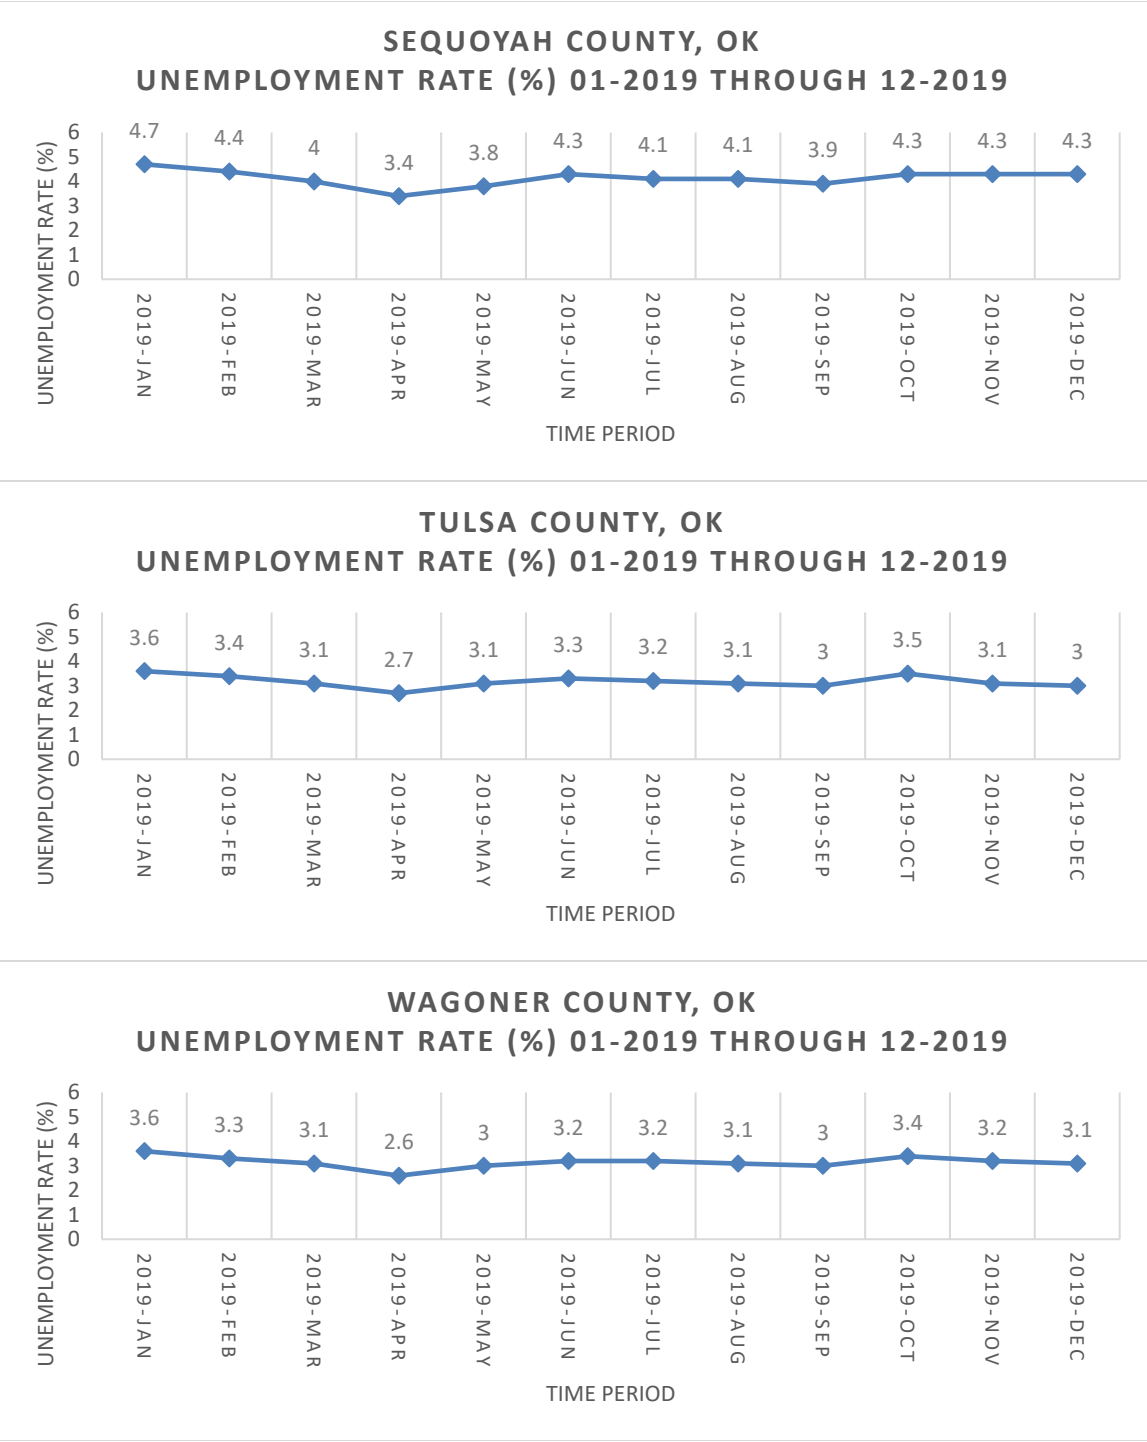 SEQUOYAH COUNTY, OK
UNEMPLOYMENT RATE (%) 01-2019 THROUGH 12-2019
UNEMPLOYMENT RATE (%)
6
5
4
3
2
1
0
4.7
4.4
4
3.4
3.8
4.3
4.1
4.1
3.9
4.3
4.3
4.3
2019-JAN
2019-FEB
2019-MAR
2019-APR
2019-MAY
2019-JUN
2019-JUL
2019-AUG
2019-SEP
2019-OCT
2019-NOV
2019-DEC
TIME PERIOD
TULSA COUNTY, OK
UNEMPLOYMENT RATE (%) 01-2019 THROUGH 12-2019
UNEMPLOYMENT RATE (%)
6
5
4
3
2
1
0
3.6
3.4
3.1
2.7
3.1
3.3
3.2
3.1
3
3.5
3.1
3
2019-JAN
2019-FEB
2019-MAR
2019-APR
2019-MAY
2019-JUN
2019-JUL
2019-AUG
2019-SEP
2019-OCT
2019-NOV
2019-DEC
TIME PERIOD
WAGONER COUNTY, OK
UNEMPLOYMENT RATE (%) 01-2019 THROUGH 12-2019
UNEMPLOYMENT RATE (%)
6
5
4
3
2
1
0
3.6
3.3
3.1
2.6
3
3.2
3.2
3.1
3
3.4
3.2
3.1
2019-JAN
2019-FEB
2019-MAR
2019-APR
2019-MAY
2019-JUN
2019-JUL
2019-AUG
2019-SEP
2019-OCT
2019-NOV
2019-DEC
TIME PERIOD